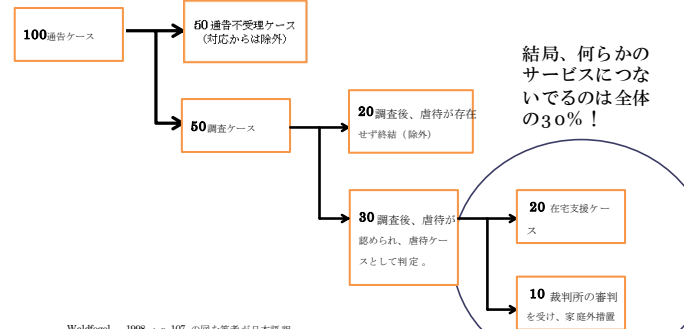 100通告ケース
50通告不受理ケース
（対応からは除外）
50調査ケース
20調査後、虐待が存在
せず終結（除外）
30 調査後、虐待が
認められ、虐待ケー
スとして判定 。
結局、何らかの
サービスにつな
いでるのは全体
の30%！
20 在宅支援ケー
ス
10 裁判所の審判
を受け、家庭外措置